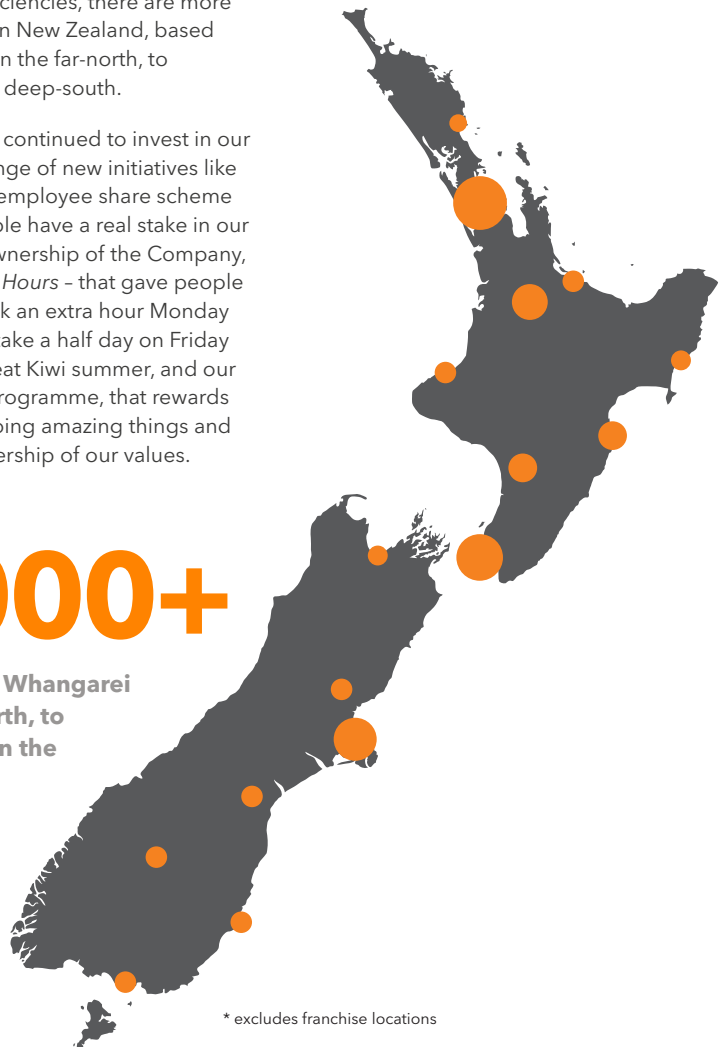 ciencies, there are more
n New Zealand, based
n the far-north, to
deep-south.
continued to invest in our
nge of new initiatives like
employee share scheme
ple have a real stake in our
wnership of the Company,
Hours – that gave people
k an extra hour Monday
take a half day on Friday
eat Kiwi summer, and our
rogramme, that rewards
oing amazing things and
ership of our values.
000+
Whangarei
rth, to
n the
* excludes franchise locations